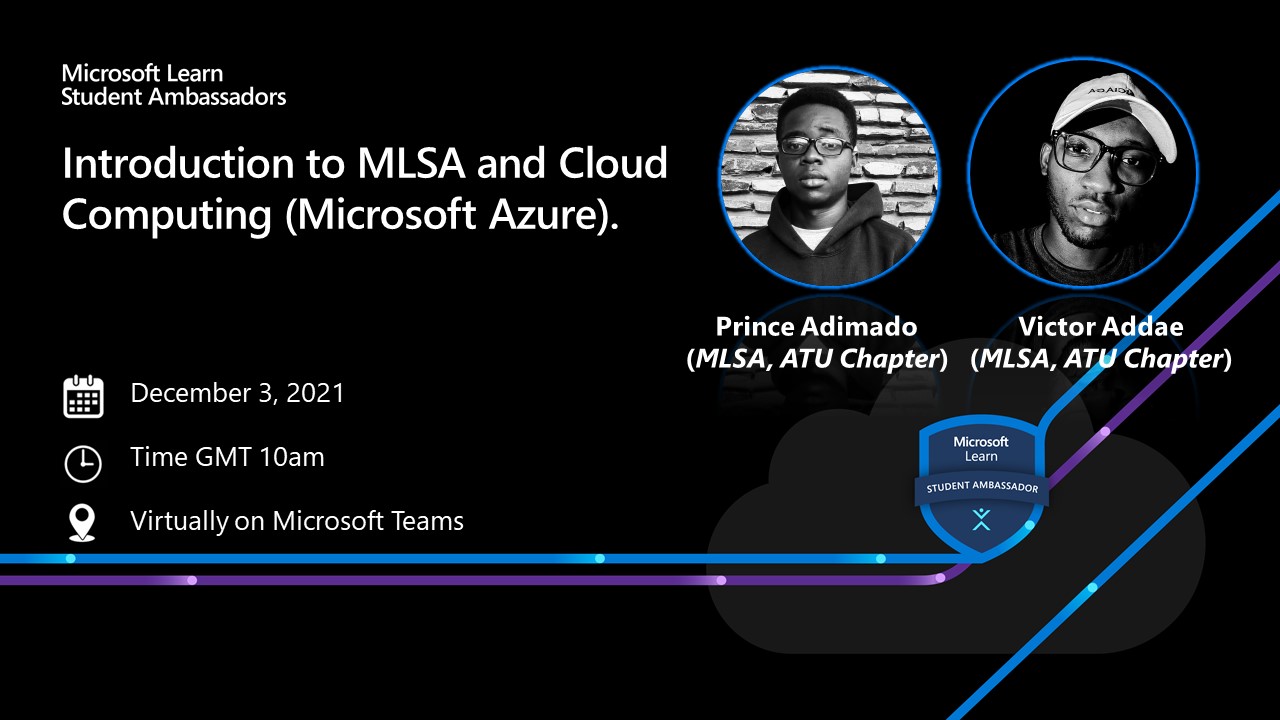 Microsoft Learn
Student Ambassadors
Introduction to MLSA and Cloud
Computing (Microsoft Azure).
Prince Adimado
(MLSA, ATU Chapter)
Victor Addae
(MLSA, ATU Chapter)
December 3, 2021
Time GMT 10am
Virtually on Microsoft Teams
Microsoft
Learn
STUDENT AMBASSADOR